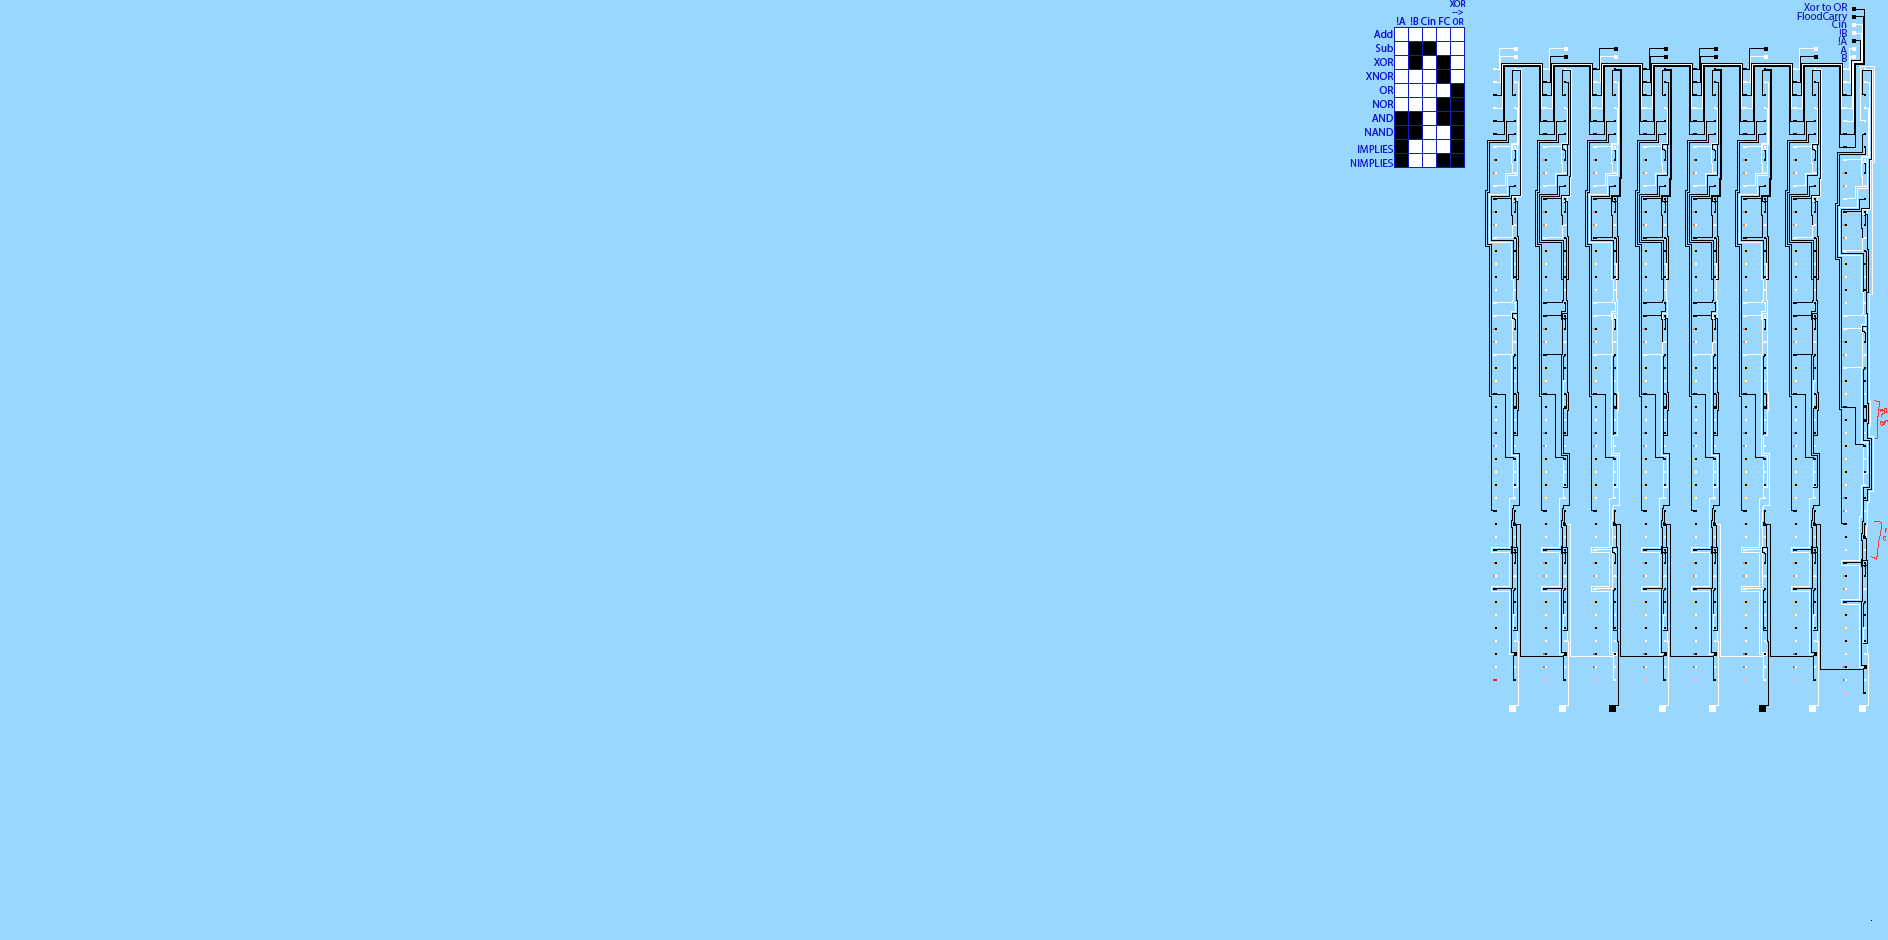 XOR
-->
!A !B Cin FC OR
Add
Sub
XOR
XNOR
OR
NOR
AND
NAND
IMPLIES
NIMPLIES
Xor to OR
FloodCarry
Cin
!B
!A
A
B